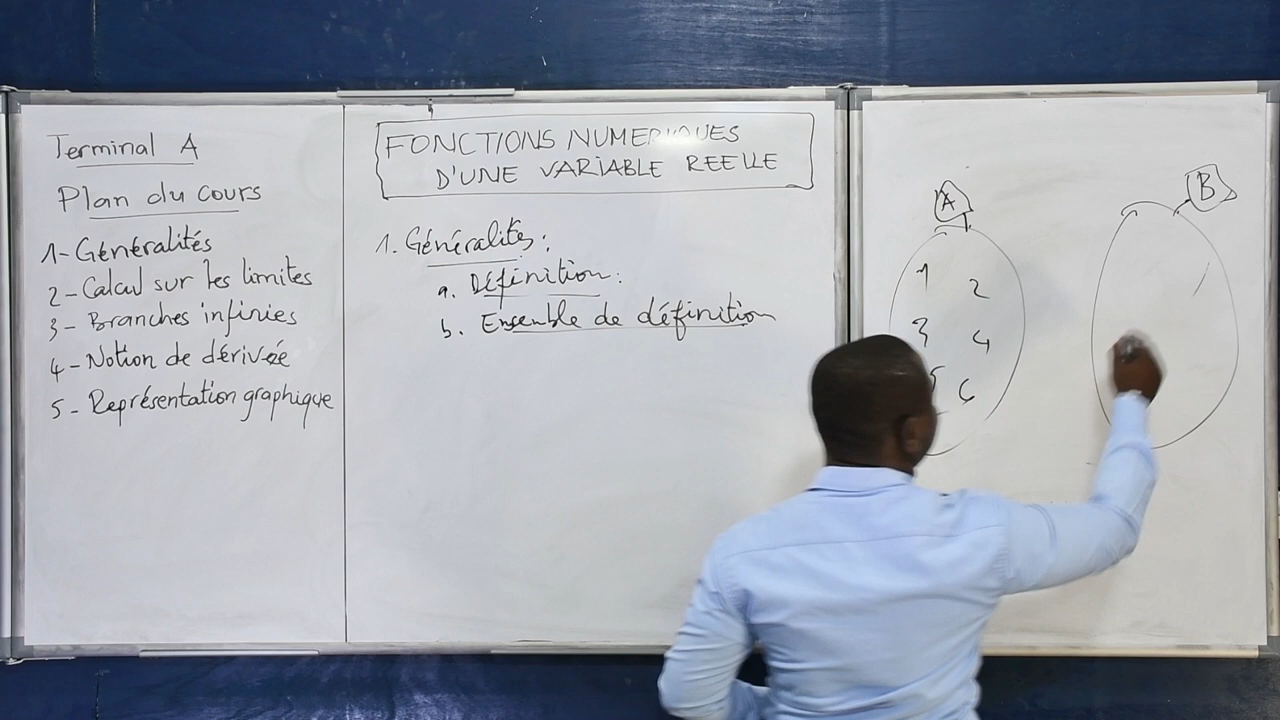 Terminal A
Plan du cours
1- Généralités
2- Calcul sur les limites
3- Branches infinies
4- Notion de dérivée
5- Représentation graphique
FONCTIONS NUMERIQUES
D'UNE VARIABLE REELLE
1. Généralités:
a. Définition:
b. Ensemble de définition
A
1 2
3 4
5 6
B